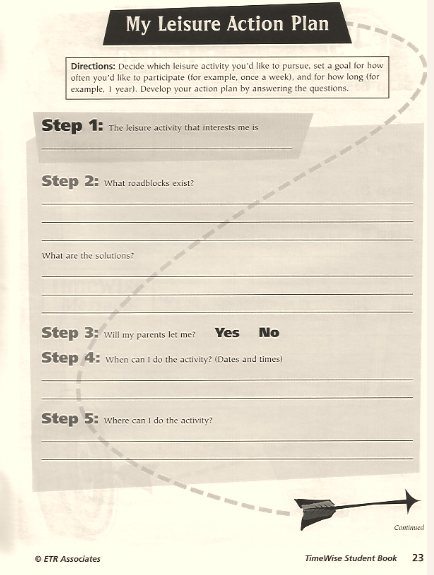 My Leisure Action Plan
Directions: Decide which leisure activity you'd like to pursue, set a goal for how
often you'd like to participate (for example, once a week), and for how long (for
example, 1 year). Develop your action plan by answering the questions.
Step 1: The leisure activity that interests me is
Step 2: What roadblocks exist?
What are the solutions?
Step 3: Will my parents let me? Yes No
Step 4: When can I do the activity? (Dates and times)
Step 5: Where can I do the activity?
Continued
© ETR Associates TimeWise Student Book 23